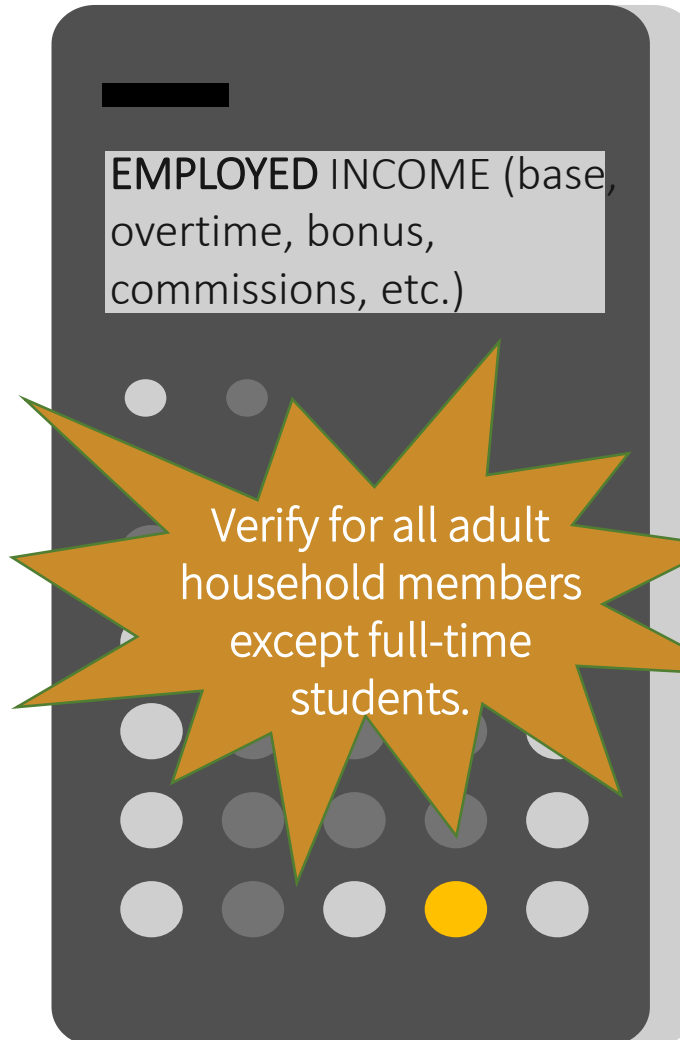 EMPLOYED INCOME (base,
overtime, bonus,
commissions, etc.)
Verify for all adult
household members
except full-time
students.